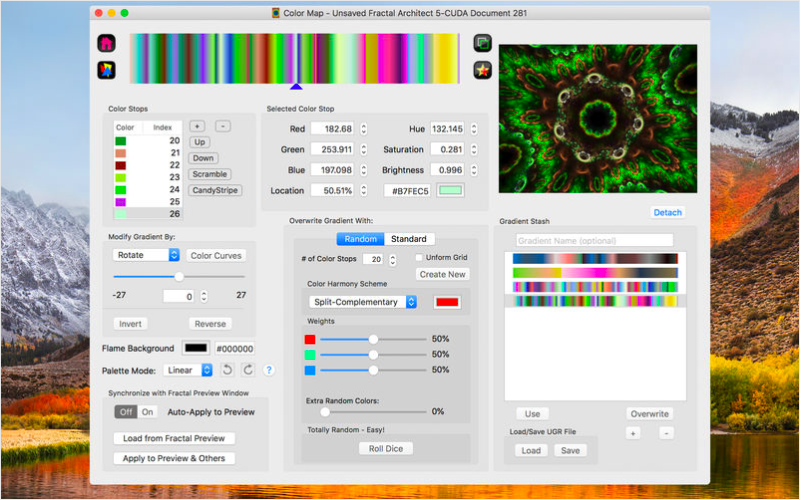 Color Map - Unsaved Fractal Architect 5-CUDA Document 281
Color Stops
Color Index
20
21
22
23
24
25
26
+ -
Up
Down
Scramble
CandyStripe
Selected Color Stop
Red 182.68 Hue 132.145
Green 253.911 Saturation 0.281
Blue 197.098 Brightness 0.996
Location 50.51% #B7FEC5
Detach
Modify Gradient By:
Rotate Color Curves
-27 0 27
Invert Reverse
Flame Background #000000
Palette Mode: Linear ?
Synchronize with Fractal Preview Window
Off On Auto-Apply to Preview
Load from Fractal Preview
Apply to Preview & Others
Overwrite Gradient With:
Random Standard
# of Color Stops 20 Unform Grid
Create New
Color Harmony Scheme
Split-Complementary
Weights
50%
50%
50%
Extra Random Colors:
0%
Totally Random - Easy!
Roll Dice
Gradient Stash
Gradient Name (optional)
Use Overwrite
+ -
Load/Save UGR File
Load Save